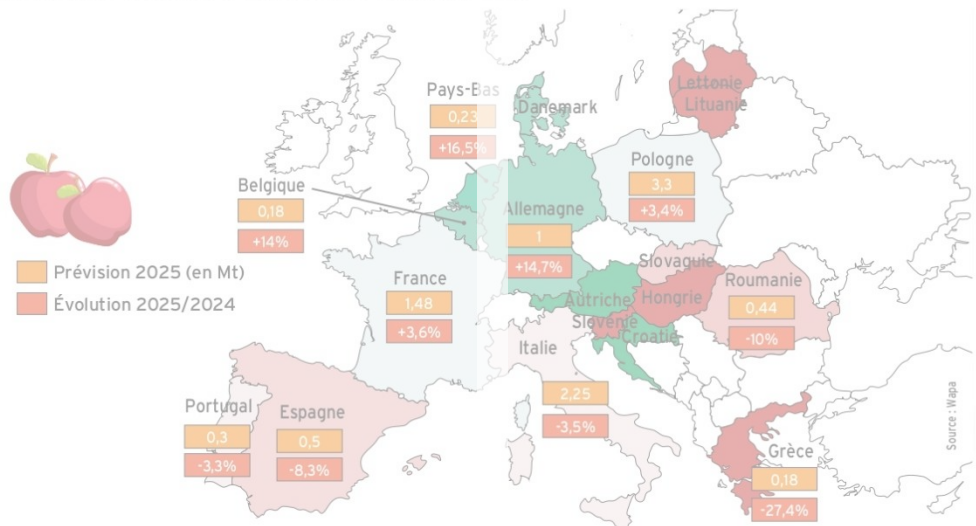 Lettonie
Lituanie
Pays-Bas
0,23
+16,5%
Danemark
Pologne
3,3
+3,4%
Belgique
0,18
+14%
Allemagne
1
+14,7%
Prévision 2025 (en Mt)
Évolution 2025/2024
France
1,48
+3,6%
Slovaquie
Autriche
Hongrie
Roumanie
0,44
-10%
Slovénie
Croatie
Italie
2,25
-3,5%
Portugal
0,3
-3,3%
Espagne
0,5
-8,3%
Grèce
0,18
-27,4%
Source : Wapa